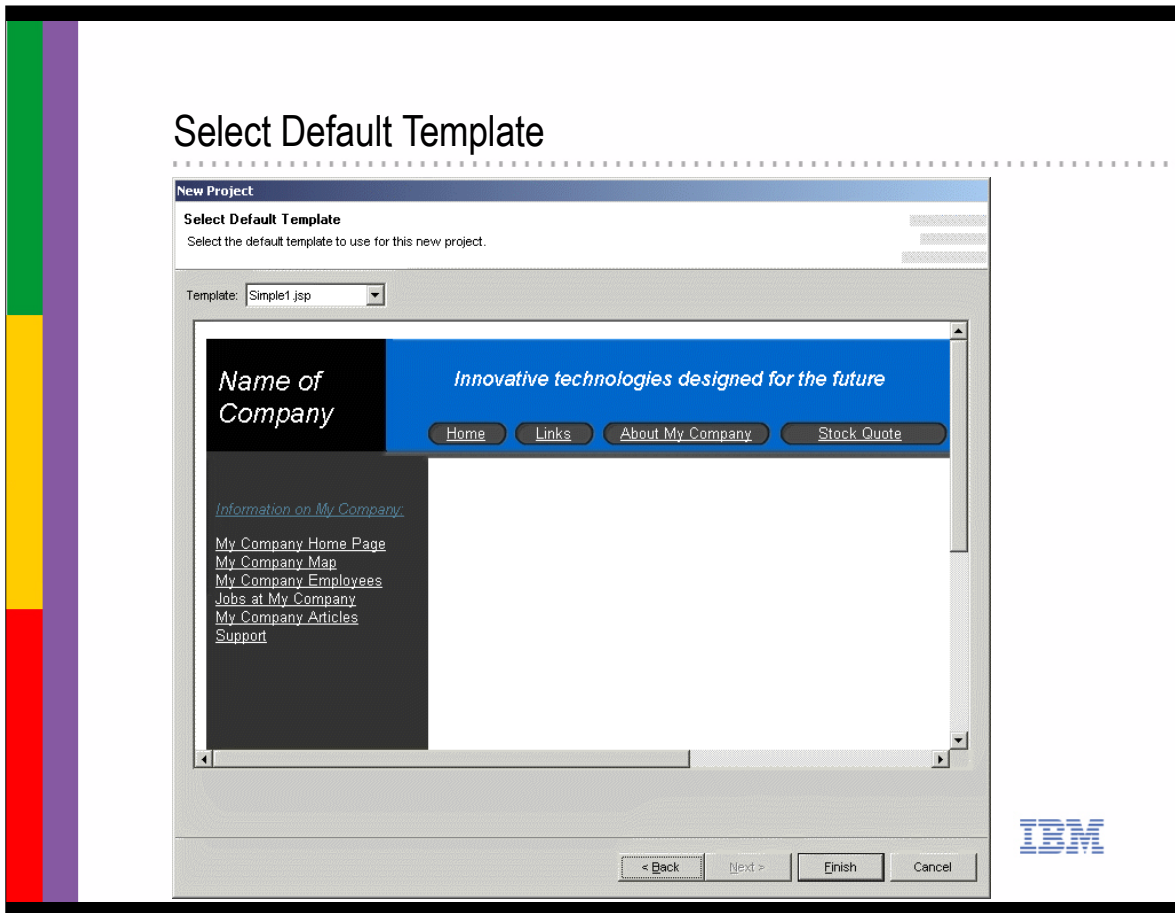 Select Default Template
New Project
Select Default Template
Select the default template to use for this new project.
Template: Simple1.jsp
Name of
Company
Innovative technologies designed for the future
Home Links About My Company Stock Quote
Information on My Company:
My Company Home Page
My Company Map
My Company Employees
Jobs at My Company
My Company Articles
Support
< Back Next > Finish Cancel
IBM